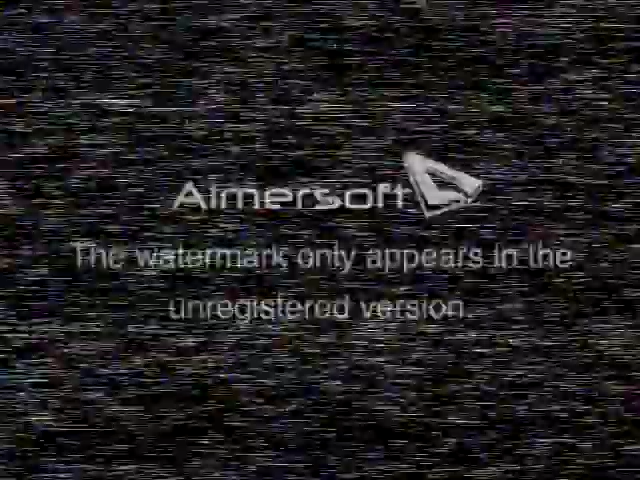 Aimersoft
The watermark only appears in the
unregistered version.